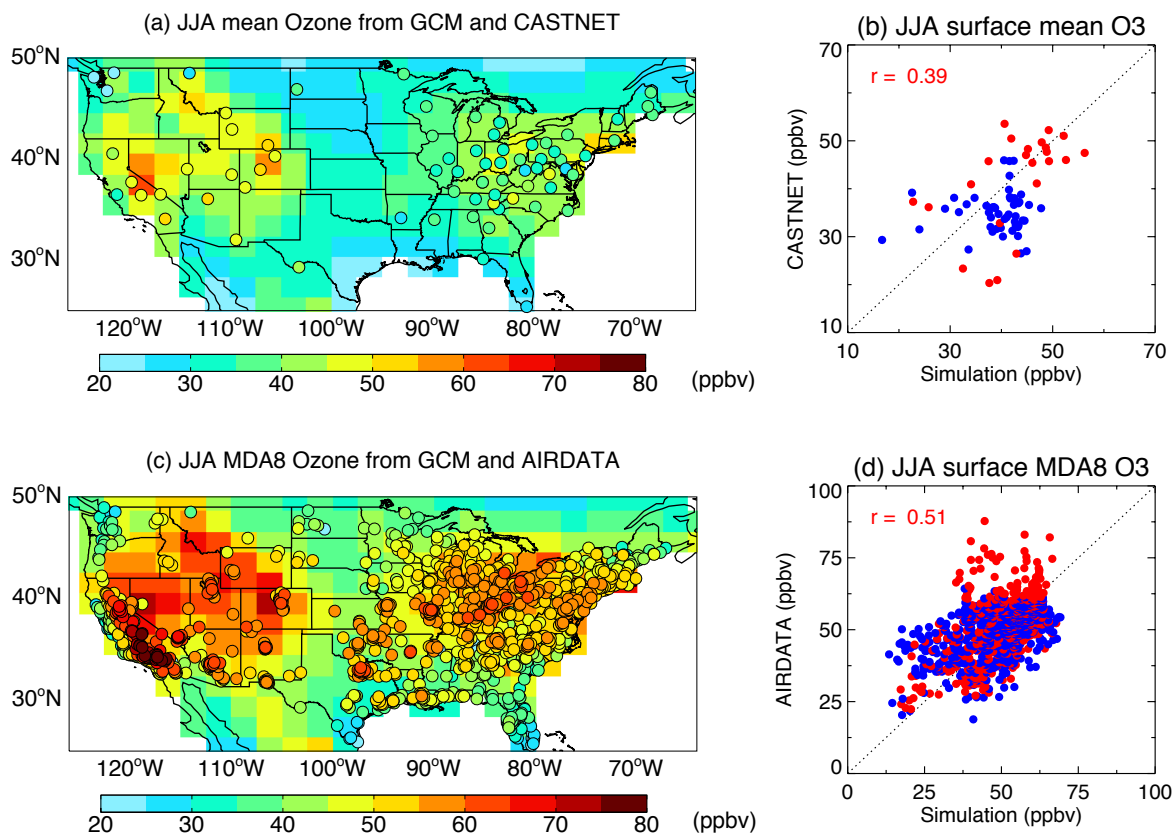 (a) JJA mean Ozone from GCM and CASTNET
50°N
40°N
30°N
120°W 110°W 100°W 90°W 80°W 70°W
20 30 40 50 60 70 80 (ppbv)
(b) JJA surface mean O3
r = 0.39
CASTNET (ppbv)
70
50
30
10
10 30 50 70
Simulation (ppbv)
(c) JJA MDA8 Ozone from GCM and AIRDATA
50°N
40°N
30°N
120°W 110°W 100°W 90°W 80°W 70°W
20 30 40 50 60 70 80 (ppbv)
(d) JJA surface MDA8 O3
r = 0.51
AIRDATA (ppbv)
100
75
50
25
0
0 25 50 75 100
Simulation (ppbv)